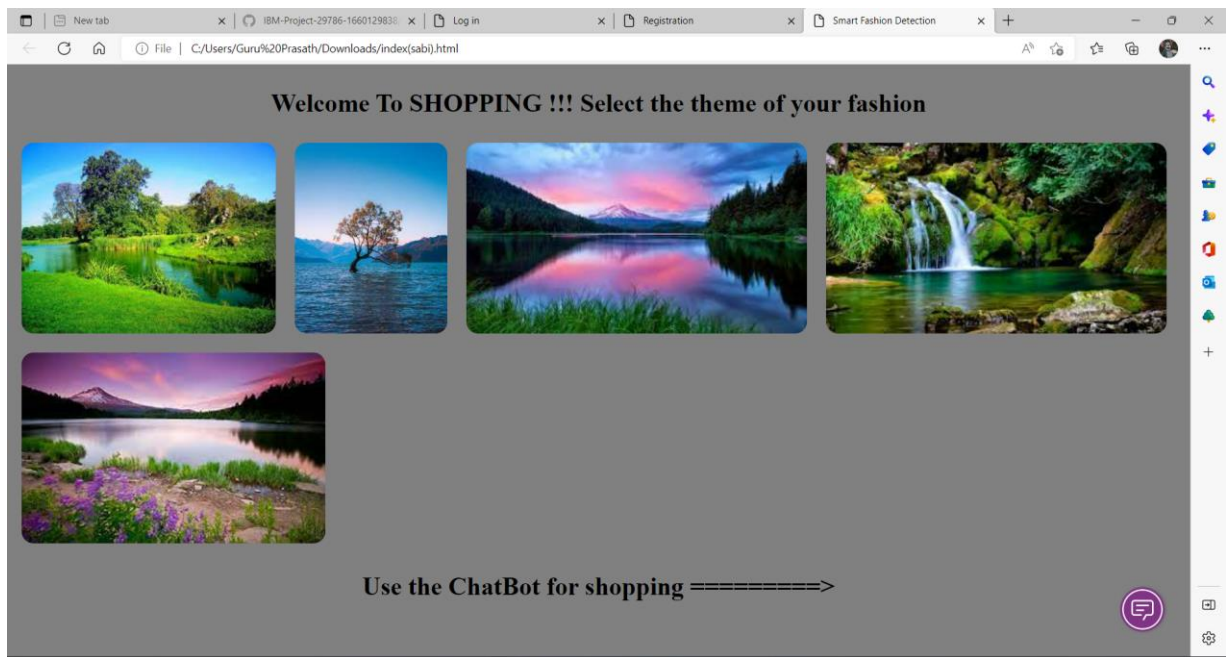 New tab
IBM-Project-29786-1660129838
Log in
Registration
Smart Fashion Detection
File
C:/Users/Guru%20Prasath/Downloads/index(sabi).html
Welcome To SHOPPING !!! Select the theme of your fashion
Use the ChatBot for shopping =========>